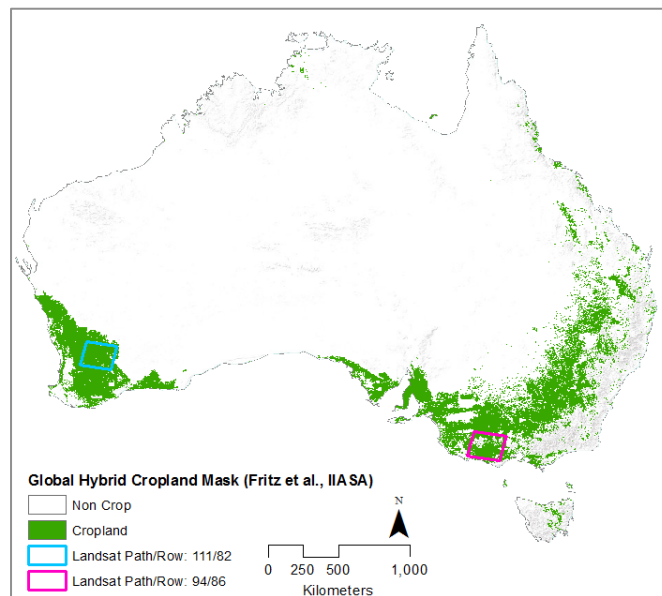 Global Hybrid Cropland Mask (Fritz et al., IIASA)
Non Crop
Cropland
Landsat Path/Row: 111/82
Landsat Path/Row: 94/86
N
0 250 500 1,000
Kilometers